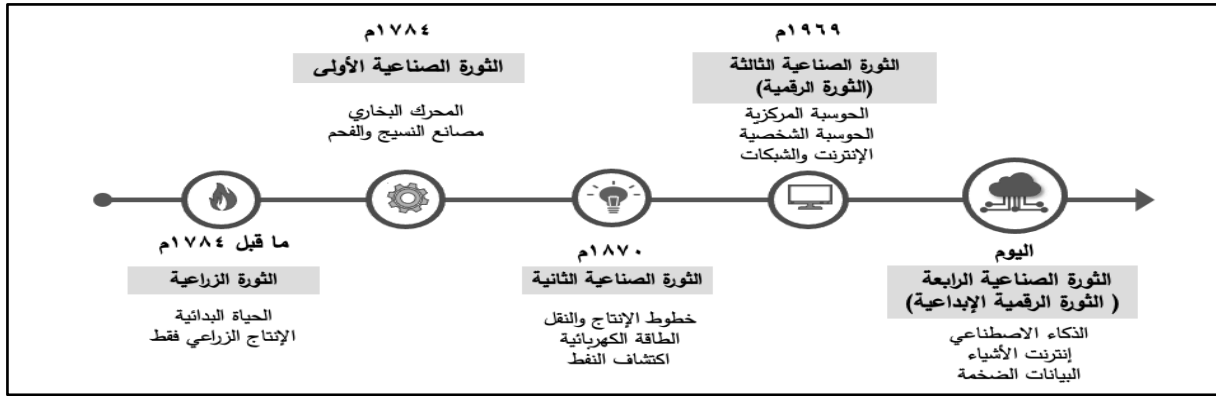 ما قبل ١٧٨٤م
الثورة الزراعية
الحياة البدائية
الإنتاج الزراعي فقط
١٧٨٤م
الثورة الصناعية الأولى
المحرك البخاري
مصانع النسيج والفحم
١٨٧٠م
الثورة الصناعية الثانية
خطوط الإنتاج والنقل
الطاقة الكهربائية
اكتشاف النفط
١٩٦٩م
الثورة الصناعية الثالثة
(الثورة الرقمية)
الحوسبة المركزية
الحوسبة الشخصية
الإنترنت والشبكات
اليوم
الثورة الصناعية الرابعة
( الثورة الرقمية الإبداعية)
الذكاء الاصطناعي
إنترنت الأشياء
البيانات الضخمة